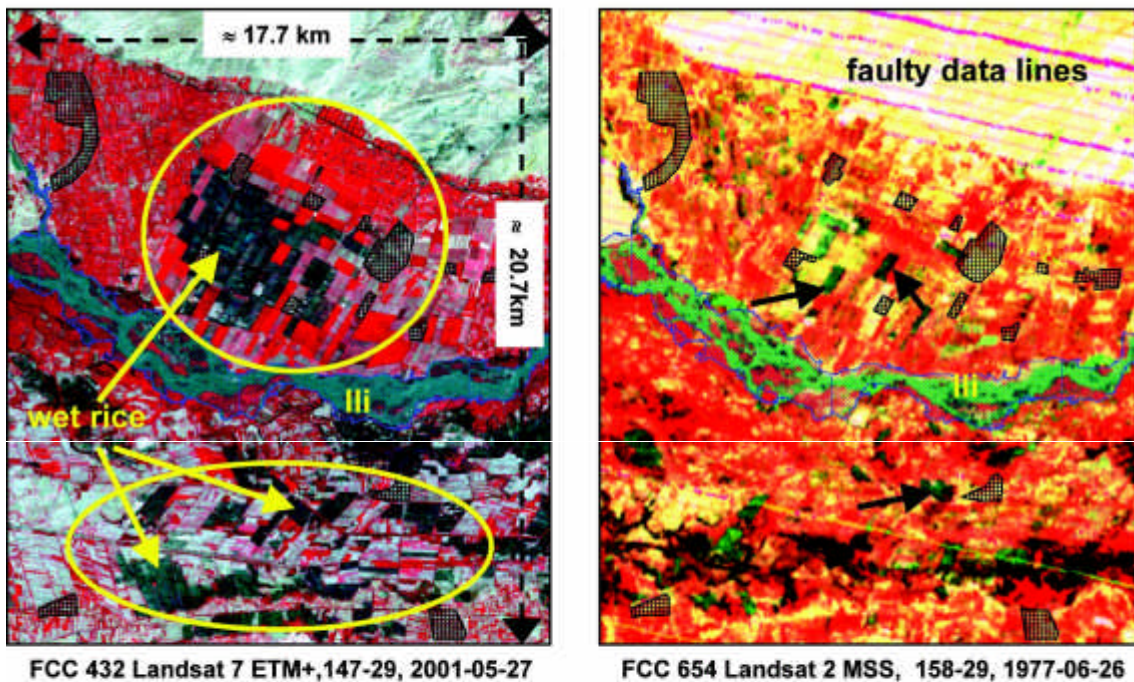 ≈ 17.7 km
≈ 20.7km
Ili
wet rice
FCC 432 Landsat 7 ETM+,147-29, 2001-05-27
faulty data lines
Ili
FCC 654 Landsat 2 MSS, 158-29, 1977-06-26